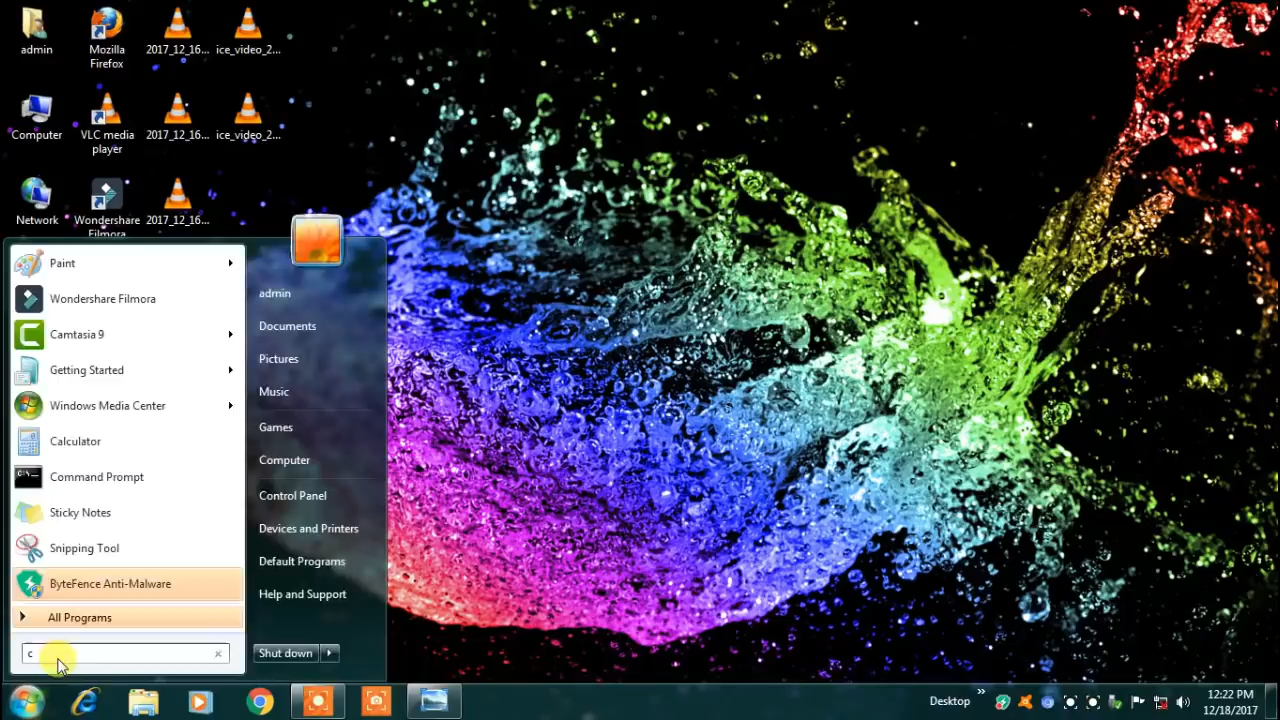 admin
Mozilla
Firefox
2017_12_16...
ice_video_2...
Computer
VLC media
player
2017_12_16...
ice_video_2...
Network
Wondershare
Filmora
2017_12_16...
Paint
Wondershare Filmora
Camtasia 9
Getting Started
Windows Media Center
Calculator
Command Prompt
Sticky Notes
Snipping Tool
ByteFence Anti-Malware
All Programs
c
admin
Documents
Pictures
Music
Games
Computer
Control Panel
Devices and Printers
Default Programs
Help and Support
Shut down
Desktop
12:22 PM
12/18/2017